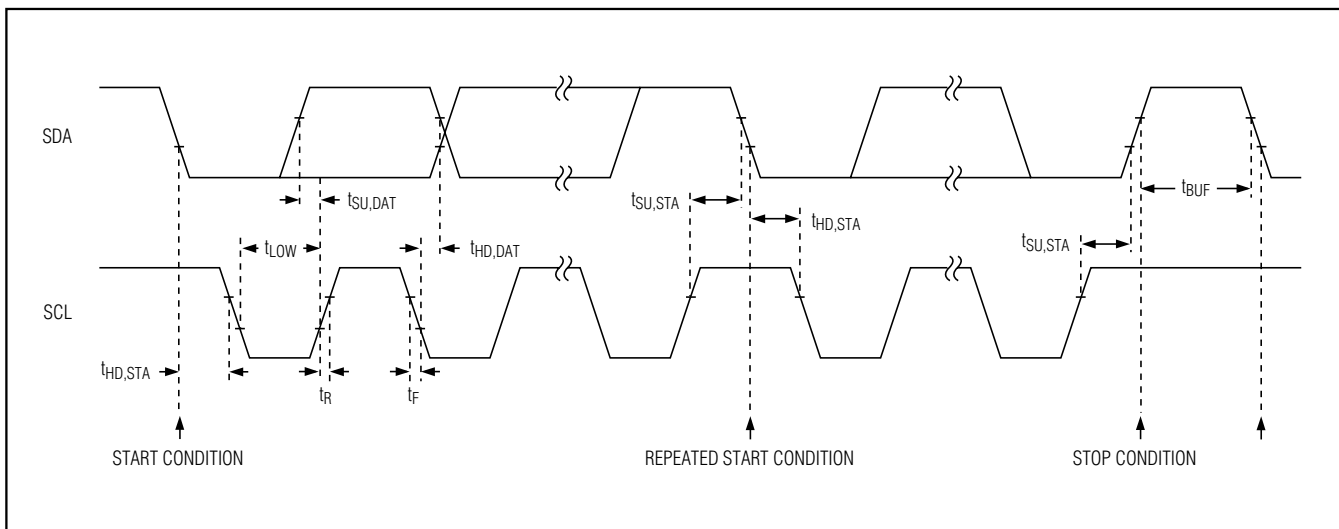 SDA
tSU,DAT
tSU,STA
tBUF
tHD,STA
tLOW
tHD,DAT
tSU,STA
SCL
tHD,STA
tR
tF
START CONDITION
REPEATED START CONDITION
STOP CONDITION